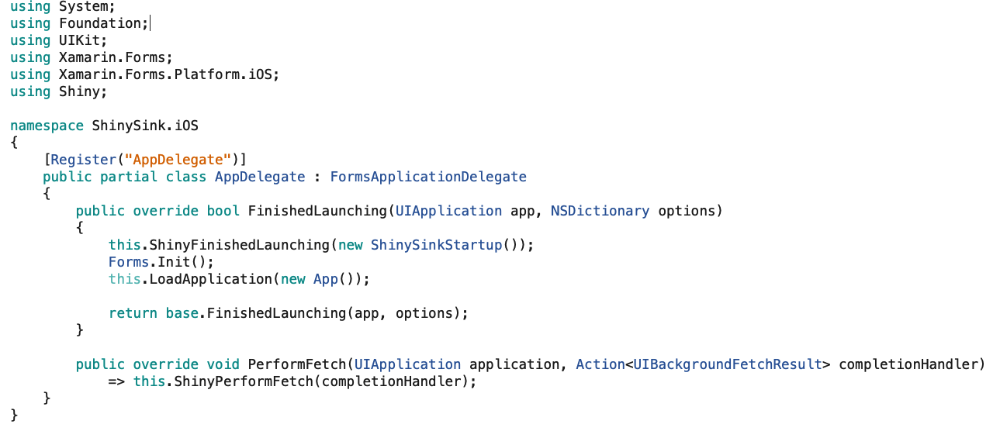 using System;
using Foundation;
using UIKit;
using Xamarin.Forms;
using Xamarin.Forms.Platform.iOS;
using Shiny;

namespace ShinySink.iOS
{
    [Register("AppDelegate")]
    public partial class AppDelegate : FormsApplicationDelegate
    {
        public override bool FinishedLaunching(UIApplication app, NSDictionary options)
        {
            this.ShinyFinishedLaunching(new ShinySinkStartup());
            Forms.Init();
            this.LoadApplication(new App());

            return base.FinishedLaunching(app, options);
        }

        public override void PerformFetch(UIApplication application, Action<UIBackgroundFetchResult> completionHandler)
            => this.ShinyPerformFetch(completionHandler);
    }
}